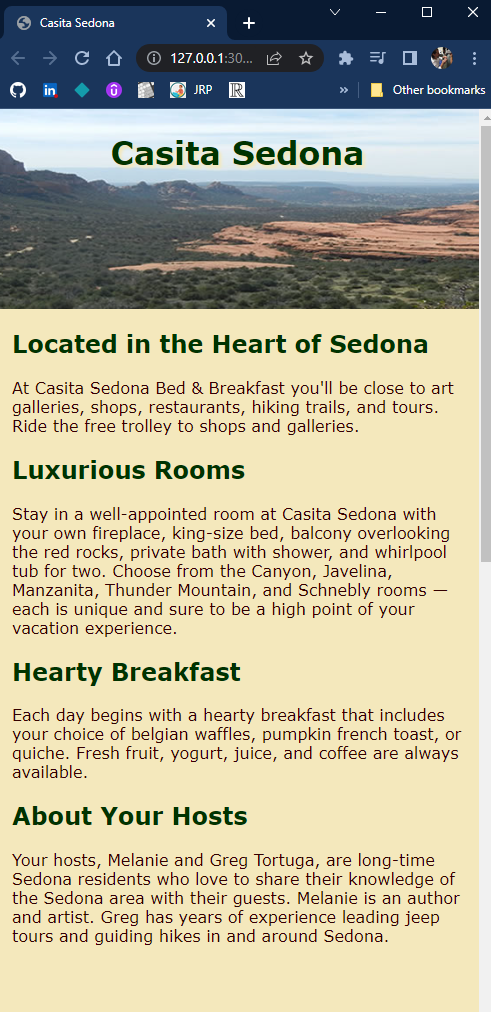 Casita Sedona
127.0.0.1:30...
in
JRP
R
»
Other bookmarks
Casita Sedona
Located in the Heart of Sedona
At Casita Sedona Bed & Breakfast you'll be close to art
galleries, shops, restaurants, hiking trails, and tours.
Ride the free trolley to shops and galleries.
Luxurious Rooms
Stay in a well-appointed room at Casita Sedona with
your own fireplace, king-size bed, balcony overlooking
the red rocks, private bath with shower, and whirlpool
tub for two. Choose from the Canyon, Javelina,
Manzanita, Thunder Mountain, and Schnebly rooms —
each is unique and sure to be a high point of your
vacation experience.
Hearty Breakfast
Each day begins with a hearty breakfast that includes
your choice of belgian waffles, pumpkin french toast, or
quiche. Fresh fruit, yogurt, juice, and coffee are always
available.
About Your Hosts
Your hosts, Melanie and Greg Tortuga, are long-time
Sedona residents who love to share their knowledge of
the Sedona area with their guests. Melanie is an author
and artist. Greg has years of experience leading jeep
tours and guiding hikes in and around Sedona.